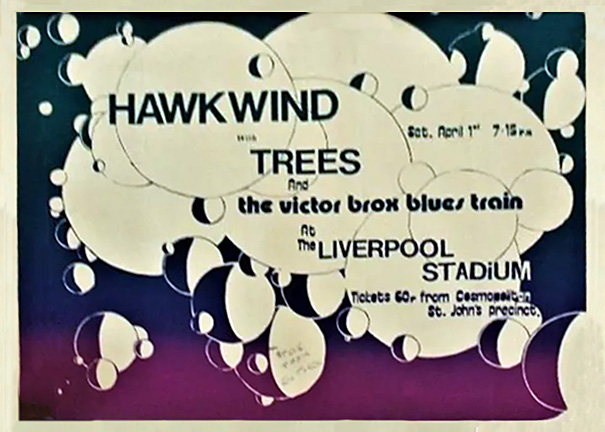 HAWKWIND
with
Sat. April 1st 7-15 PM
TREES
And
the victor brox blues train
At
The LIVERPOOL
STADiUM
Tickets 60p from Cosmopolitan
St. John's precinct.